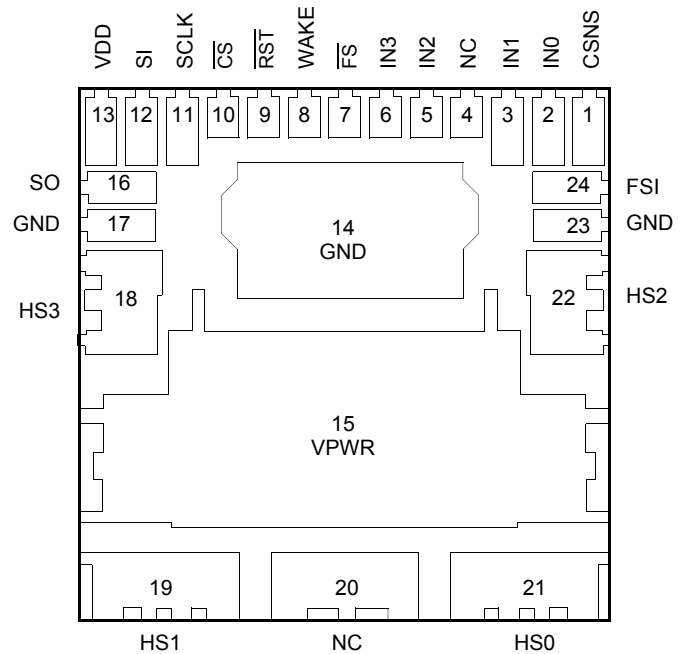 VDD SI SCLK CS RST WAKE FS IN3 IN2 NC IN1 IN0 CSNS
13 12 11 10 9 8 7 6 5 4 3 2 1
SO 16 24 FSI
GND 17 23 GND
14
GND
HS3 18 22 HS2
15
VPWR
19 20 21
HS1 NC HS0